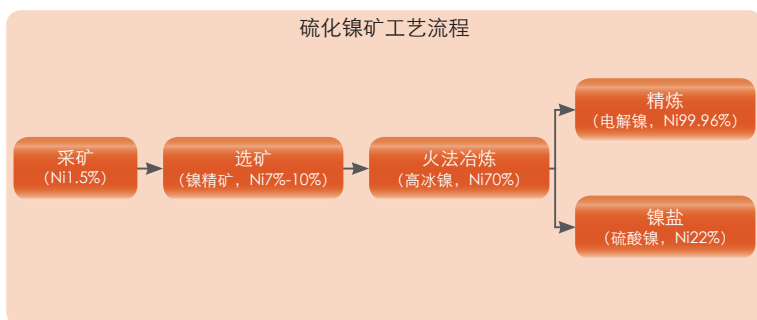 硫化镍矿工艺流程
采矿
（Ni1.5%）
选矿
（镍精矿，Ni7%-10%）
火法冶炼
（高冰镍，Ni70%）
精炼
（电解镍，Ni99.96%）
镍盐
（硫酸镍，Ni22%）